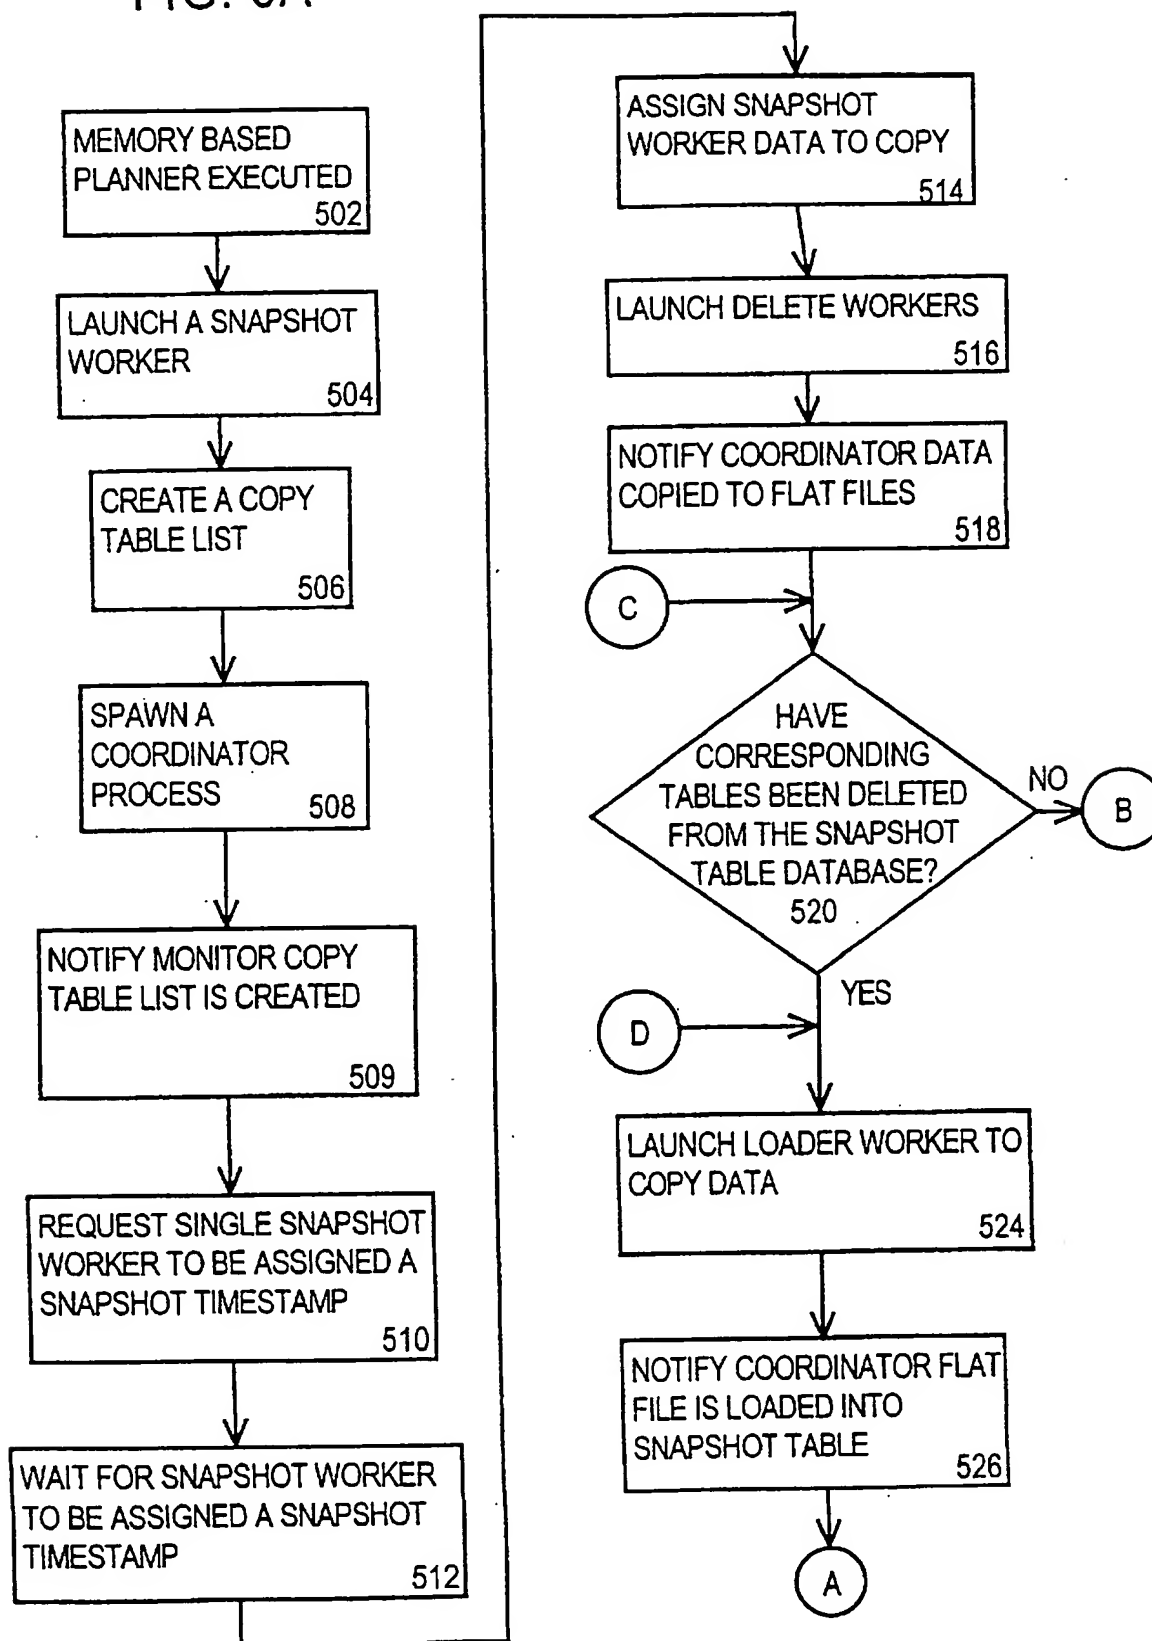 MEMORY BASED
PLANNER EXECUTED
502
LAUNCH A SNAPSHOT
WORKER
504
CREATE A COPY
TABLE LIST
506
SPAWN A
COORDINATOR
PROCESS
508
NOTIFY MONITOR COPY
TABLE LIST IS CREATED
509
REQUEST SINGLE SNAPSHOT
WORKER TO BE ASSIGNED A
SNAPSHOT TIMESTAMP
510
WAIT FOR SNAPSHOT WORKER
TO BE ASSIGNED A SNAPSHOT
TIMESTAMP
512
ASSIGN SNAPSHOT
WORKER DATA TO COPY
514
LAUNCH DELETE WORKERS
516
NOTIFY COORDINATOR DATA
COPIED TO FLAT FILES
518
C
HAVE
CORRESPONDING
TABLES BEEN DELETED
FROM THE SNAPSHOT
TABLE DATABASE?
520
NO
B
YES
D
LAUNCH LOADER WORKER TO
COPY DATA
524
NOTIFY COORDINATOR FLAT
FILE IS LOADED INTO
SNAPSHOT TABLE
526
A